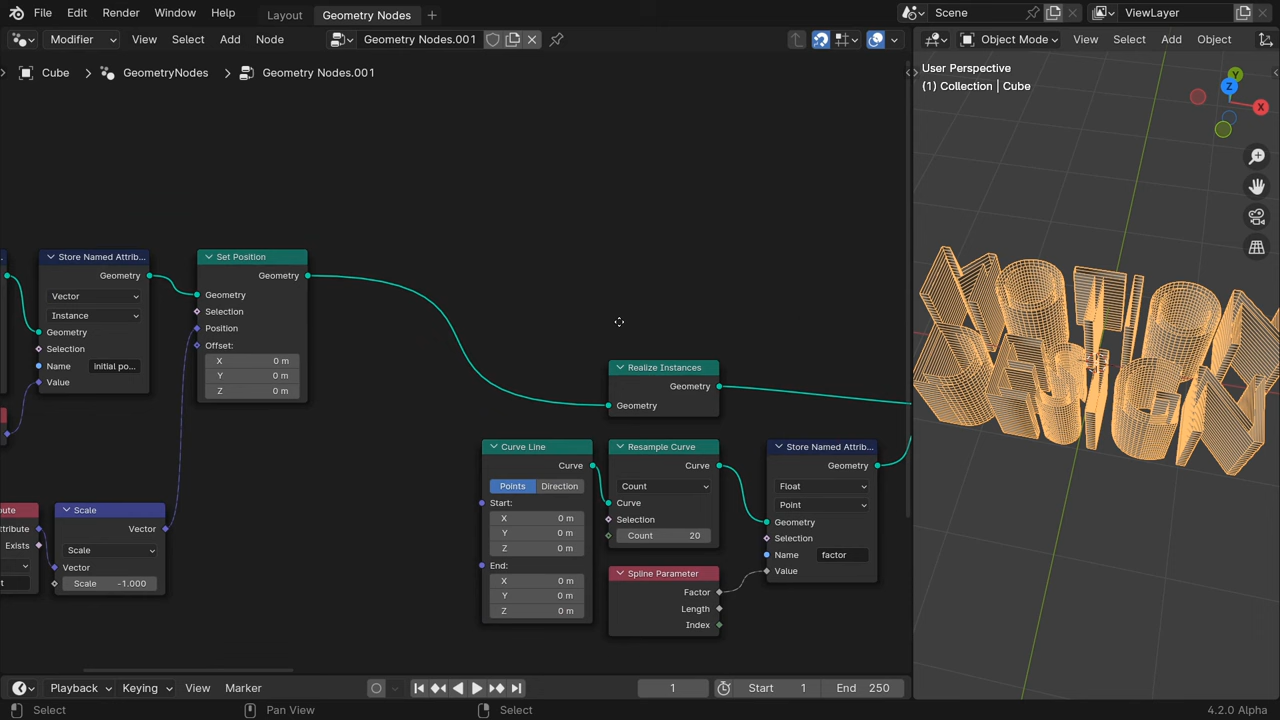 File Edit Render Window Help Layout Geometry Nodes + Scene ViewLayer
Modifier View Select Add Node Geometry Nodes.001 Object Mode View Select Add Object
Cube > GeometryNodes > Geometry Nodes.001
User Perspective
(1) Collection | Cube
Y
Z
X
Store Named Attrib...
Geometry
Vector
Instance
Geometry
Selection
Name initial po...
Value
Set Position
Geometry
Geometry
Selection
Position
Offset:
X 0 m
Y 0 m
Z 0 m
Realize Instances
Geometry
Geometry
Curve Line
Curve
Points Direction
Start:
X 0 m
Y 0 m
Z 0 m
End:
X 0 m
Y 0 m
Z 0 m
Resample Curve
Curve
Count
Curve
Selection
Count 20
Store Named Attrib...
Geometry
Float
Point
Geometry
Selection
Name factor
Value
Spline Parameter
Factor
Length
Index
Exists
Scale
Vector
Scale
Vector
Scale -1.000
Playback Keying View Marker 1 Start 1 End 250
Select Pan View Select 4.2.0 Alpha